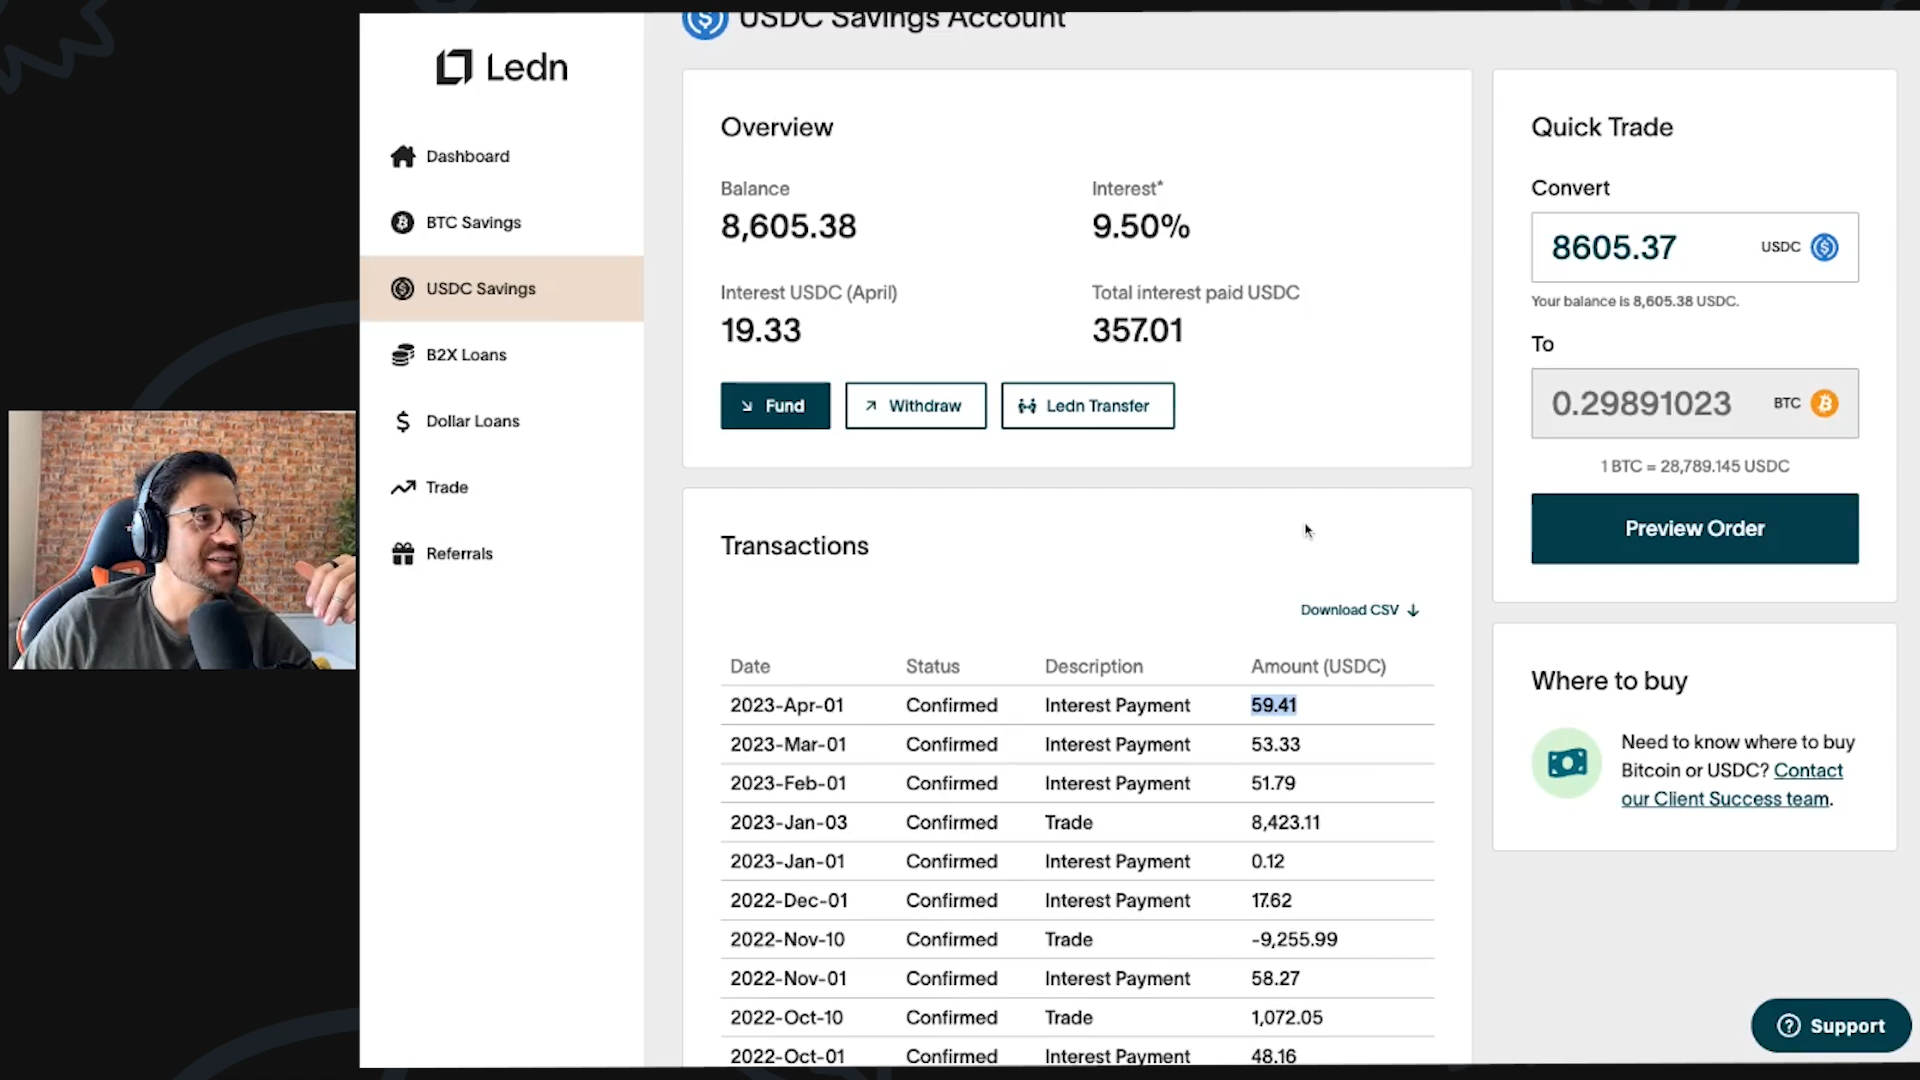 USDC Savings Account
Ledn
Dashboard
BTC Savings
USDC Savings
B2X Loans
Dollar Loans
Trade
Referrals
Overview
Balance
8,605.38
Interest*
9.50%
Interest USDC (April)
19.33
Total interest paid USDC
357.01
Fund
Withdraw
Ledn Transfer
Transactions
Download CSV
Date Status Description Amount (USDC)
2023-Apr-01 Confirmed Interest Payment 59.41
2023-Mar-01 Confirmed Interest Payment 53.33
2023-Feb-01 Confirmed Interest Payment 51.79
2023-Jan-03 Confirmed Trade 8,423.11
2023-Jan-01 Confirmed Interest Payment 0.12
2022-Dec-01 Confirmed Interest Payment 17.62
2022-Nov-10 Confirmed Trade -9,255.99
2022-Nov-01 Confirmed Interest Payment 58.27
2022-Oct-10 Confirmed Trade 1,072.05
2022-Oct-01 Confirmed Interest Payment 48.16
Quick Trade
Convert
8605.37 USDC
Your balance is 8,605.38 USDC.
To
0.29891023 BTC
1 BTC = 28,789.145 USDC
Preview Order
Where to buy
Need to know where to buy
Bitcoin or USDC? Contact
our Client Success team.
Support